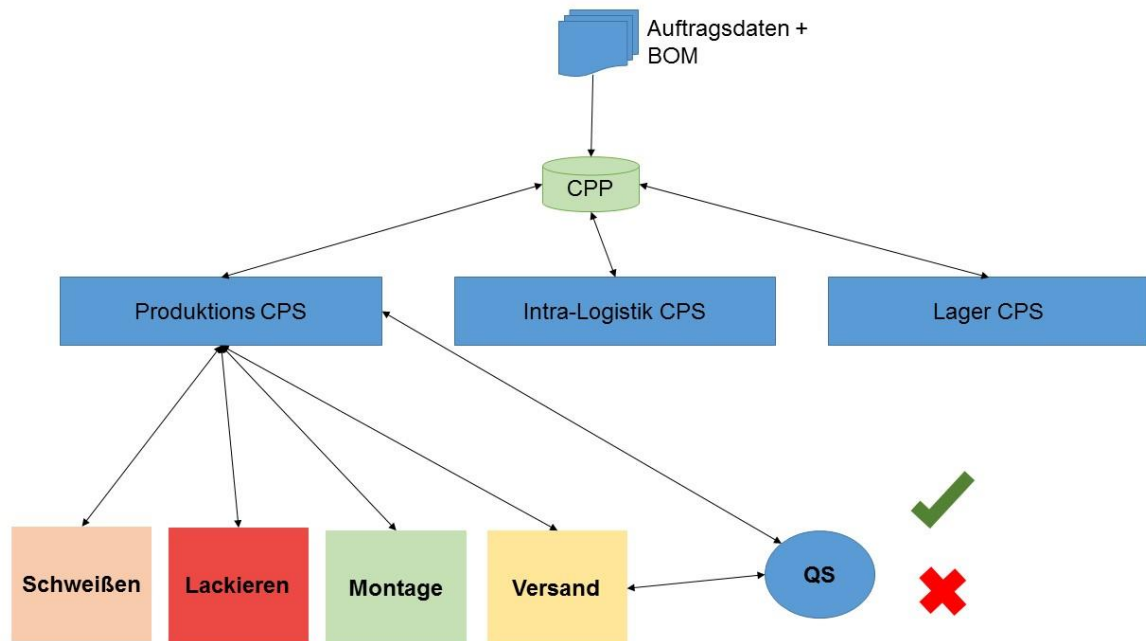 Auftragsdaten +
BOM
CPP
Produktions CPS
Intra-Logistik CPS
Lager CPS
Schweißen
Lackieren
Montage
Versand
QS